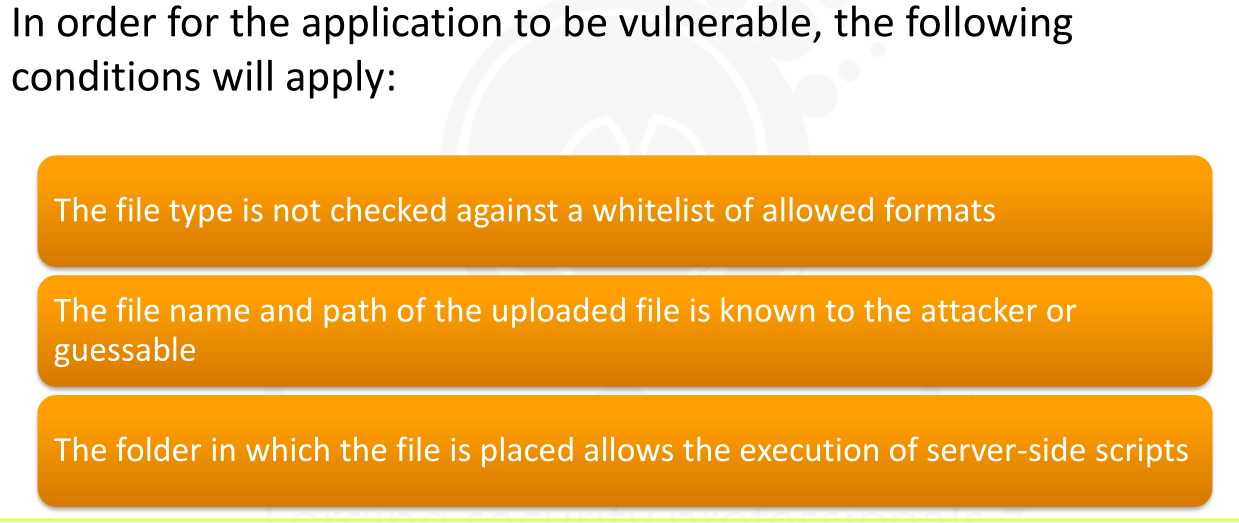 In order for the application to be vulnerable, the following
conditions will apply:
The file type is not checked against a whitelist of allowed formats
The file name and path of the uploaded file is known to the attacker or
guessable
The folder in which the file is placed allows the execution of server-side scripts